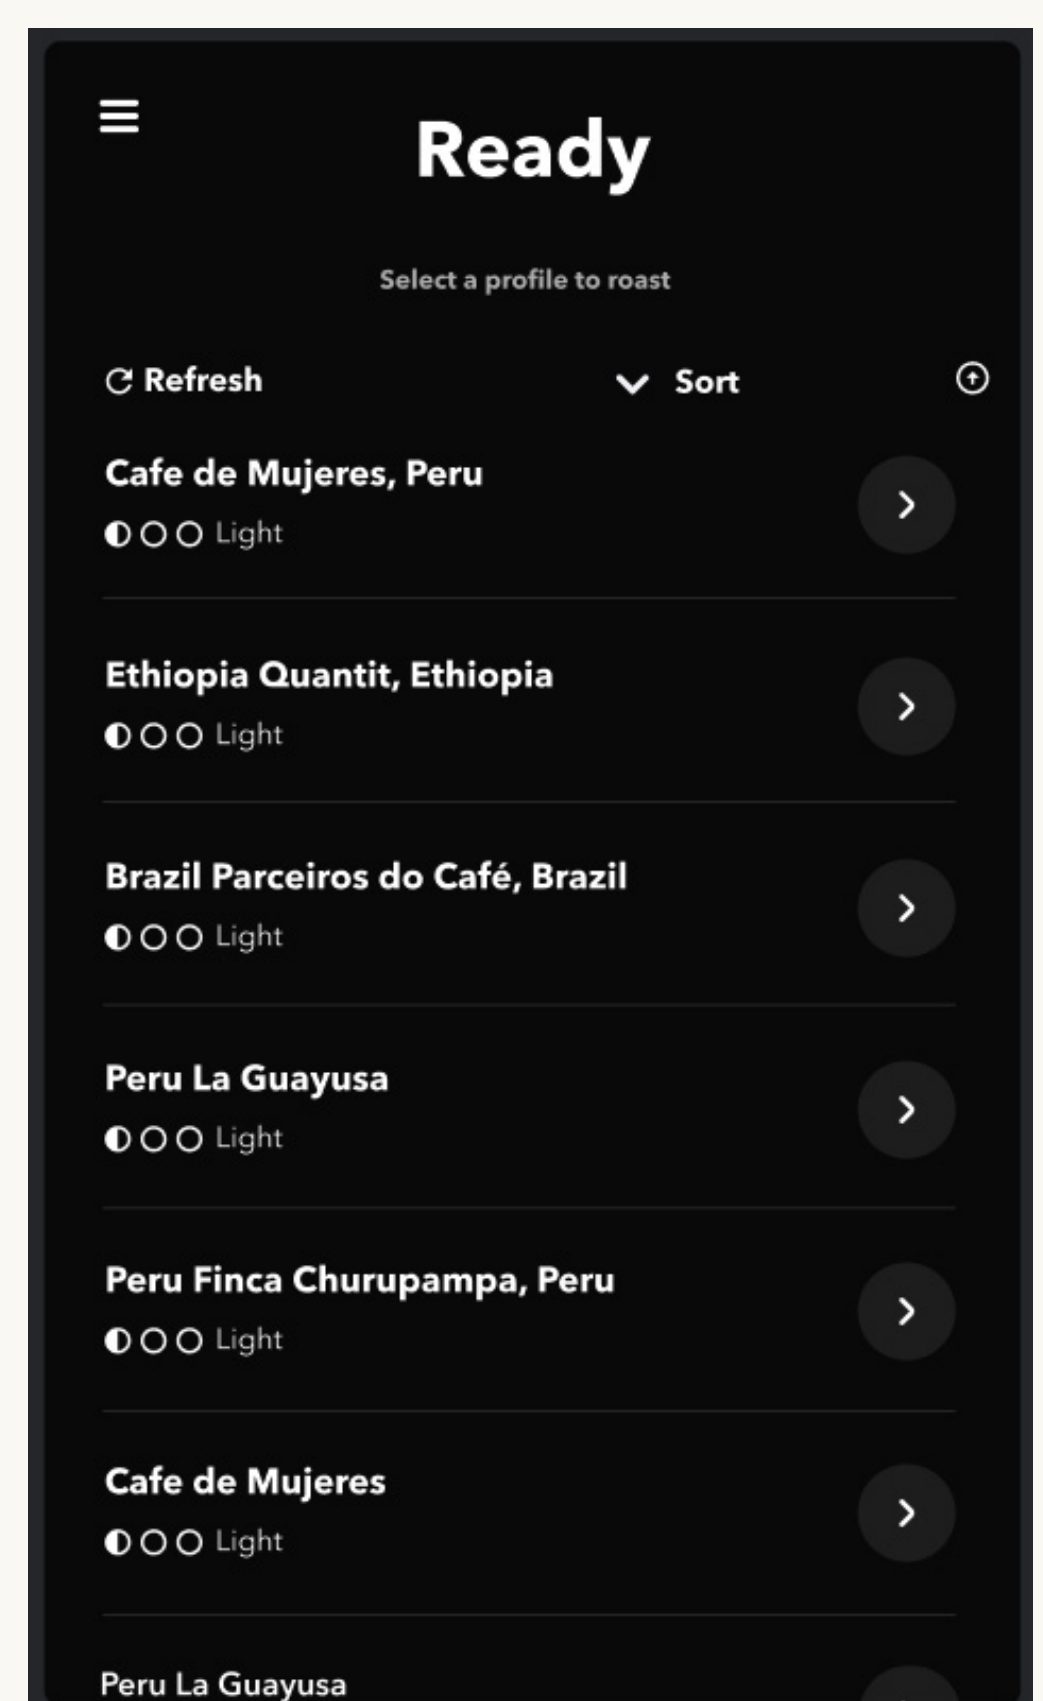 Ready
Select a profile to roast
Refresh
Sort
Cafe de Mujeres, Peru
Light
Ethiopia Quantit, Ethiopia
Light
Brazil Parceiros do Café, Brazil
Light
Peru La Guayusa
Light
Peru Finca Churupampa, Peru
Light
Cafe de Mujeres
Light
Peru La Guayusa